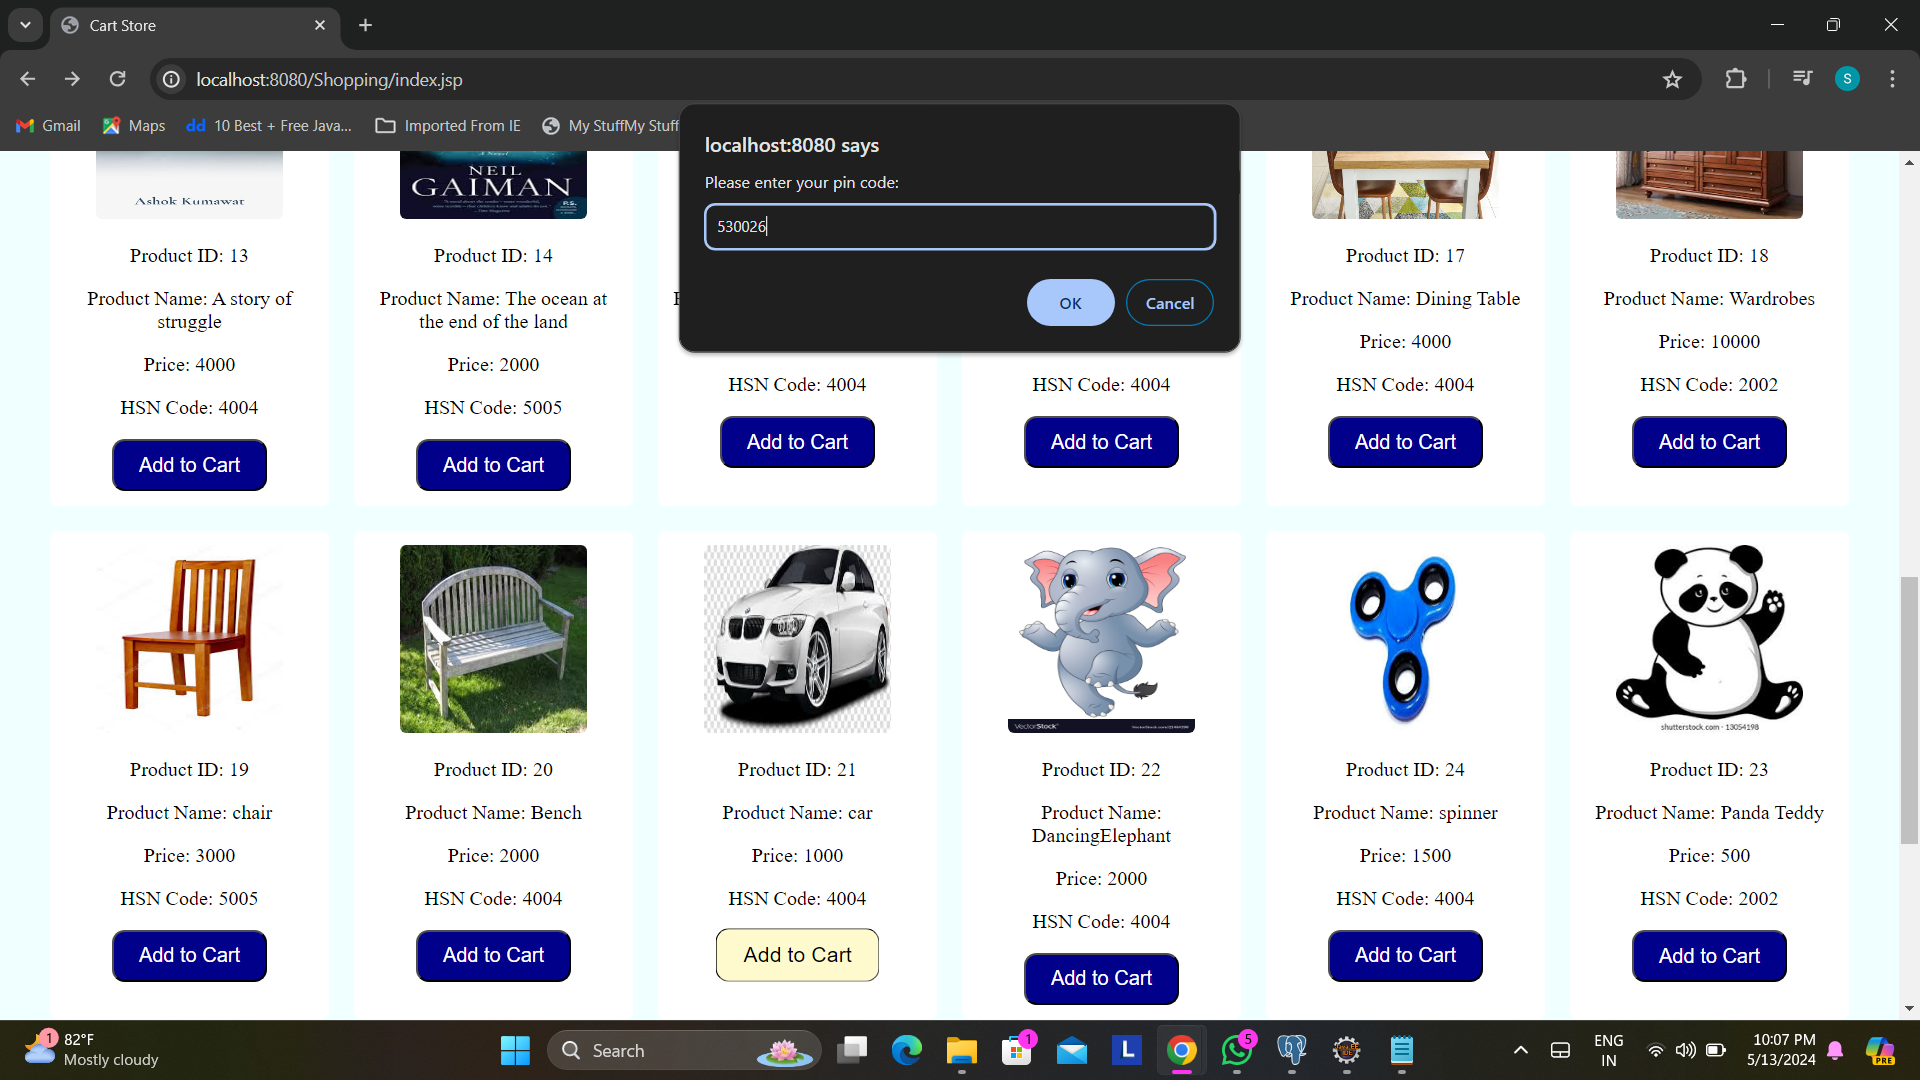 Cart Store
localhost:8080/Shopping/index.jsp
S
Gmail
Maps
dd
10 Best + Free Java...
Imported From IE
My StuffMy Stuff
localhost:8080 says
Please enter your pin code:
530026
OK
Cancel
Ashok Kumawat
A Novel
NEIL
GAIMAN
P.S.
Product ID: 13
Product Name: A story of
struggle
Price: 4000
HSN Code: 4004
Add to Cart
Product ID: 14
Product Name: The ocean at
the end of the land
Price: 2000
HSN Code: 5005
Add to Cart
HSN Code: 4004
Add to Cart
HSN Code: 4004
Add to Cart
Product ID: 17
Product Name: Dining Table
Price: 4000
HSN Code: 4004
Add to Cart
Product ID: 18
Product Name: Wardrobes
Price: 10000
HSN Code: 2002
Add to Cart
Product ID: 19
Product Name: chair
Price: 3000
HSN Code: 5005
Add to Cart
Product ID: 20
Product Name: Bench
Price: 2000
HSN Code: 4004
Add to Cart
Product ID: 21
Product Name: car
Price: 1000
HSN Code: 4004
Add to Cart
VectorStock
Product ID: 22
Product Name:
DancingElephant
Price: 2000
HSN Code: 4004
Add to Cart
Product ID: 24
Product Name: spinner
Price: 1500
HSN Code: 4004
Add to Cart
shutterstock.com · 13054198
Product ID: 23
Product Name: Panda Teddy
Price: 500
HSN Code: 2002
Add to Cart
1
82°F
Mostly cloudy
Search
1
L
5
ENG
IN
10:07 PM
5/13/2024
PRE